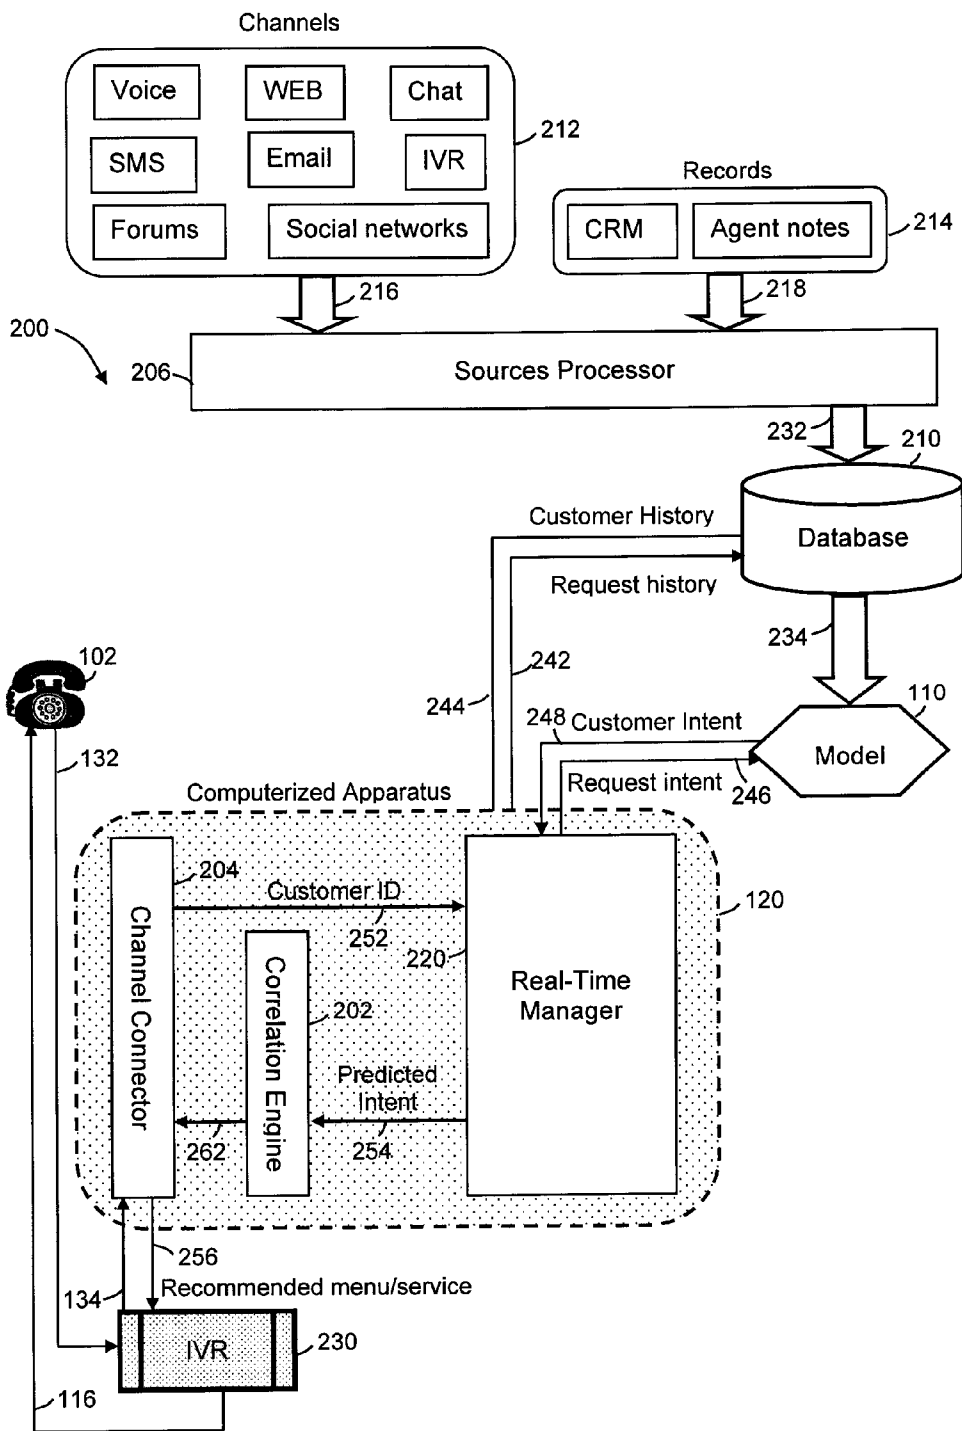 Channels
Voice
WEB
Chat
212
SMS
Email
IVR
Records
Forums
Social networks
CRM
Agent notes
214
216
218
200
206
Sources Processor
232
210
Customer History
Database
Request history
234
102
242
244
110
248
Customer Intent
Model
132
Request intent
246
Computerized Apparatus
204
Customer ID
120
252
220
Channel Connector
Correlation Engine
202
Real-Time
Manager
Predicted
Intent
262
254
256
Recommended menu/service
134
IVR
230
116